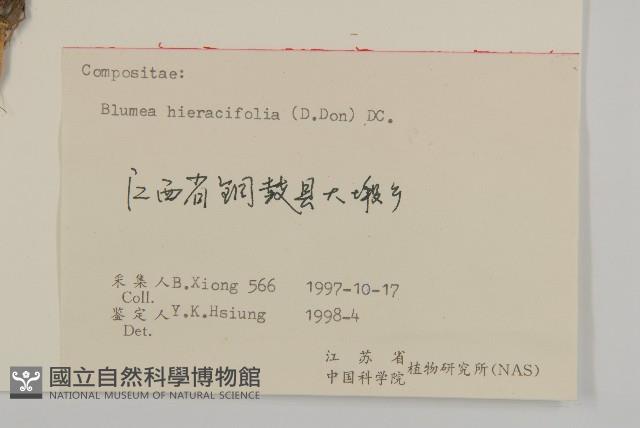 Compositae:
Blumea hieracifolia (D.Don) DC.
江西省铜鼓县大塅乡
采集人 B.Xiong 566 1997-10-17
Coll.
鉴定人 Y.K.Hsiung 1998-4
Det.
江苏省
中国科学院 植物研究所(NAS)
國立自然科學博物館
NATIONAL MUSEUM OF NATURAL SCIENCE